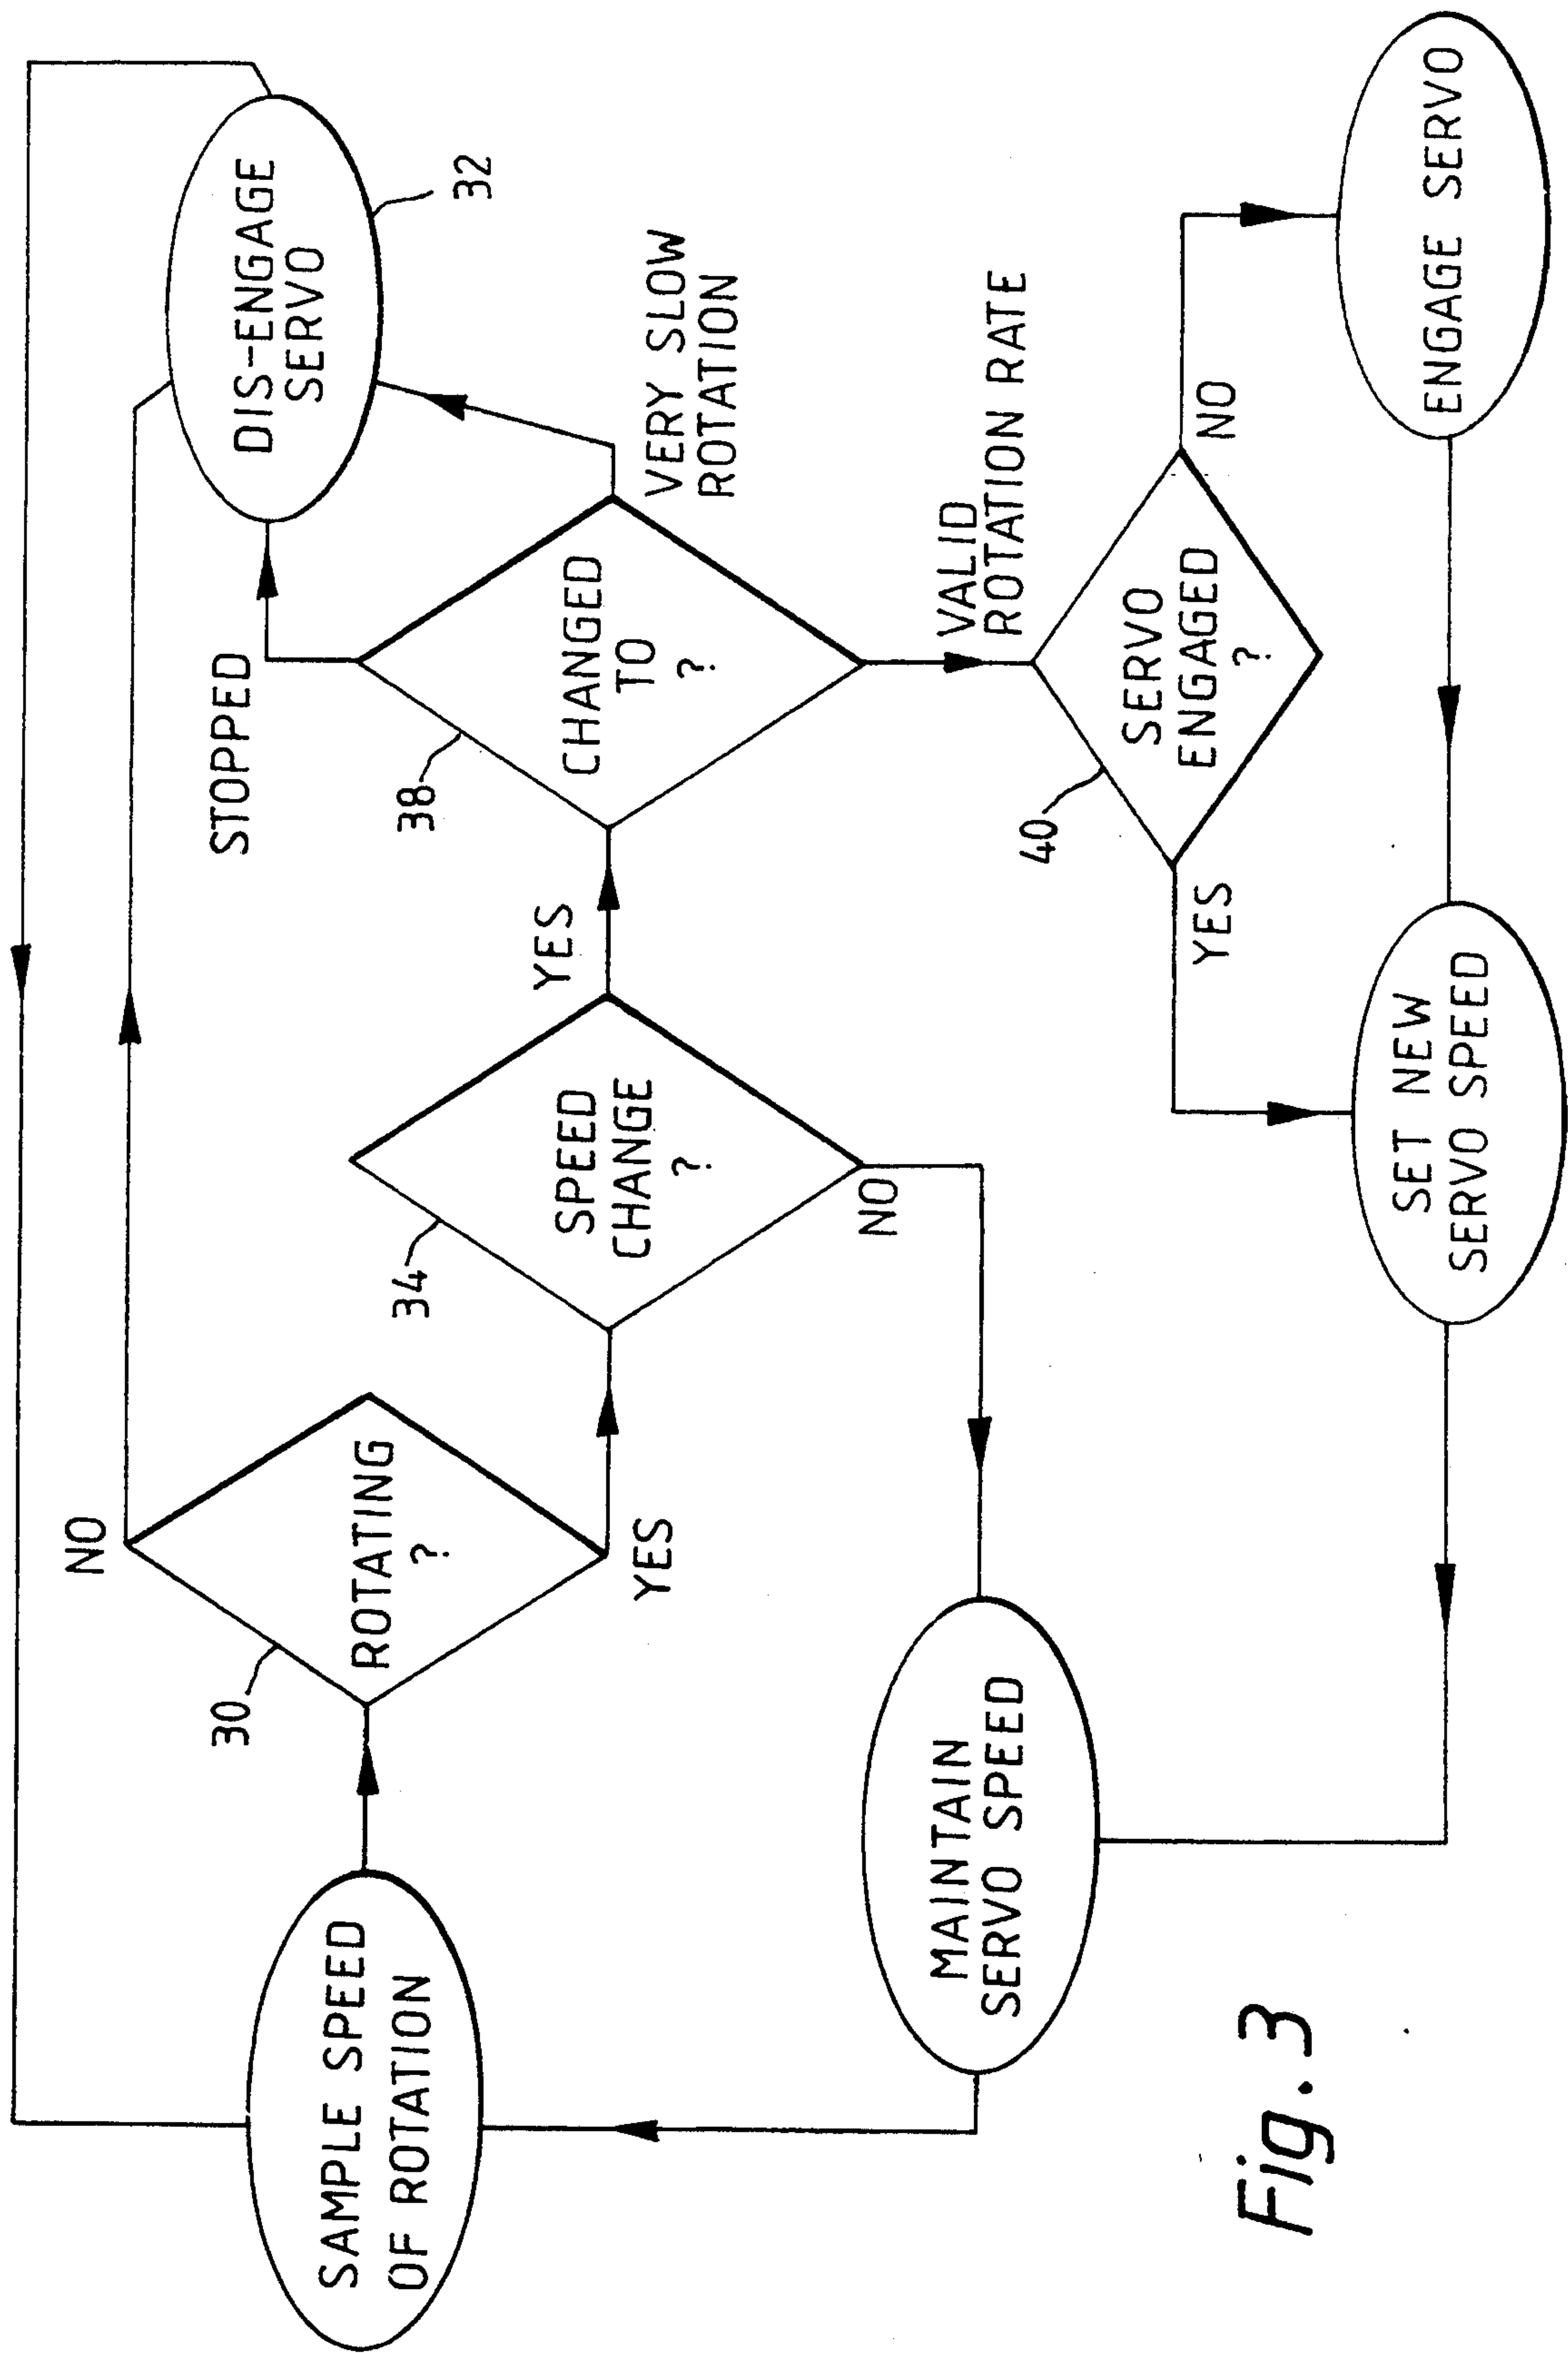 NO
STOPPED
DIS-ENGAGE
SERVO
32
30
ROTATING
?
YES
34
SPEED
CHANGE
?
YES
NO
38
CHANGED
TO
?
VERY SLOW
ROTATION
SAMPLE SPEED
OF ROTATION
VALID
ROTATION RATE
MAINTAIN
SERVO SPEED
40
SERVO
ENGAGED
?
YES
NO
SET NEW
SERVO SPEED
ENGAGE SERVO
Fig. 3